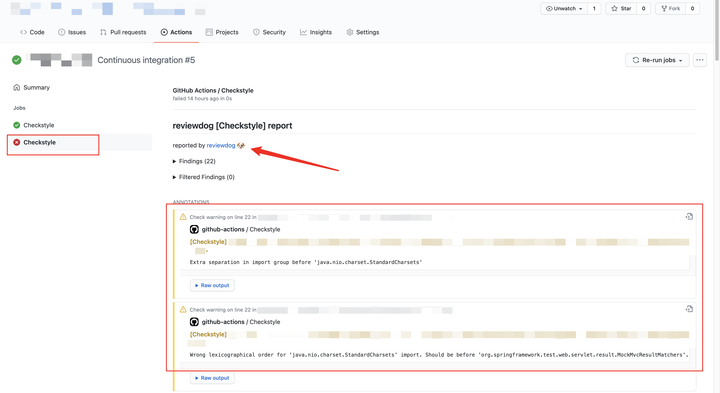 Unwatch 1 Star 0 Fork 0
Code Issues Pull requests Actions Projects Security Insights Settings
Continuous integration #5 Re-run jobs
Summary
Jobs
Checkstyle
Checkstyle
GitHub Actions / Checkstyle
failed 14 hours ago in 0s
reviewdog [Checkstyle] report
reported by reviewdog 🐶
Findings (22)
Filtered Findings (0)
ANNOTATIONS
Check warning on line 22 in
github-actions / Checkstyle
[Checkstyle]
Extra separation in import group before 'java.nio.charset.StandardCharsets'
Raw output
Check warning on line 22 in
github-actions / Checkstyle
[Checkstyle]
Wrong lexicographical order for 'java.nio.charset.StandardCharsets' import. Should be before 'org.springframework.test.web.servlet.result.MockMvcResultMatchers'.
Raw output